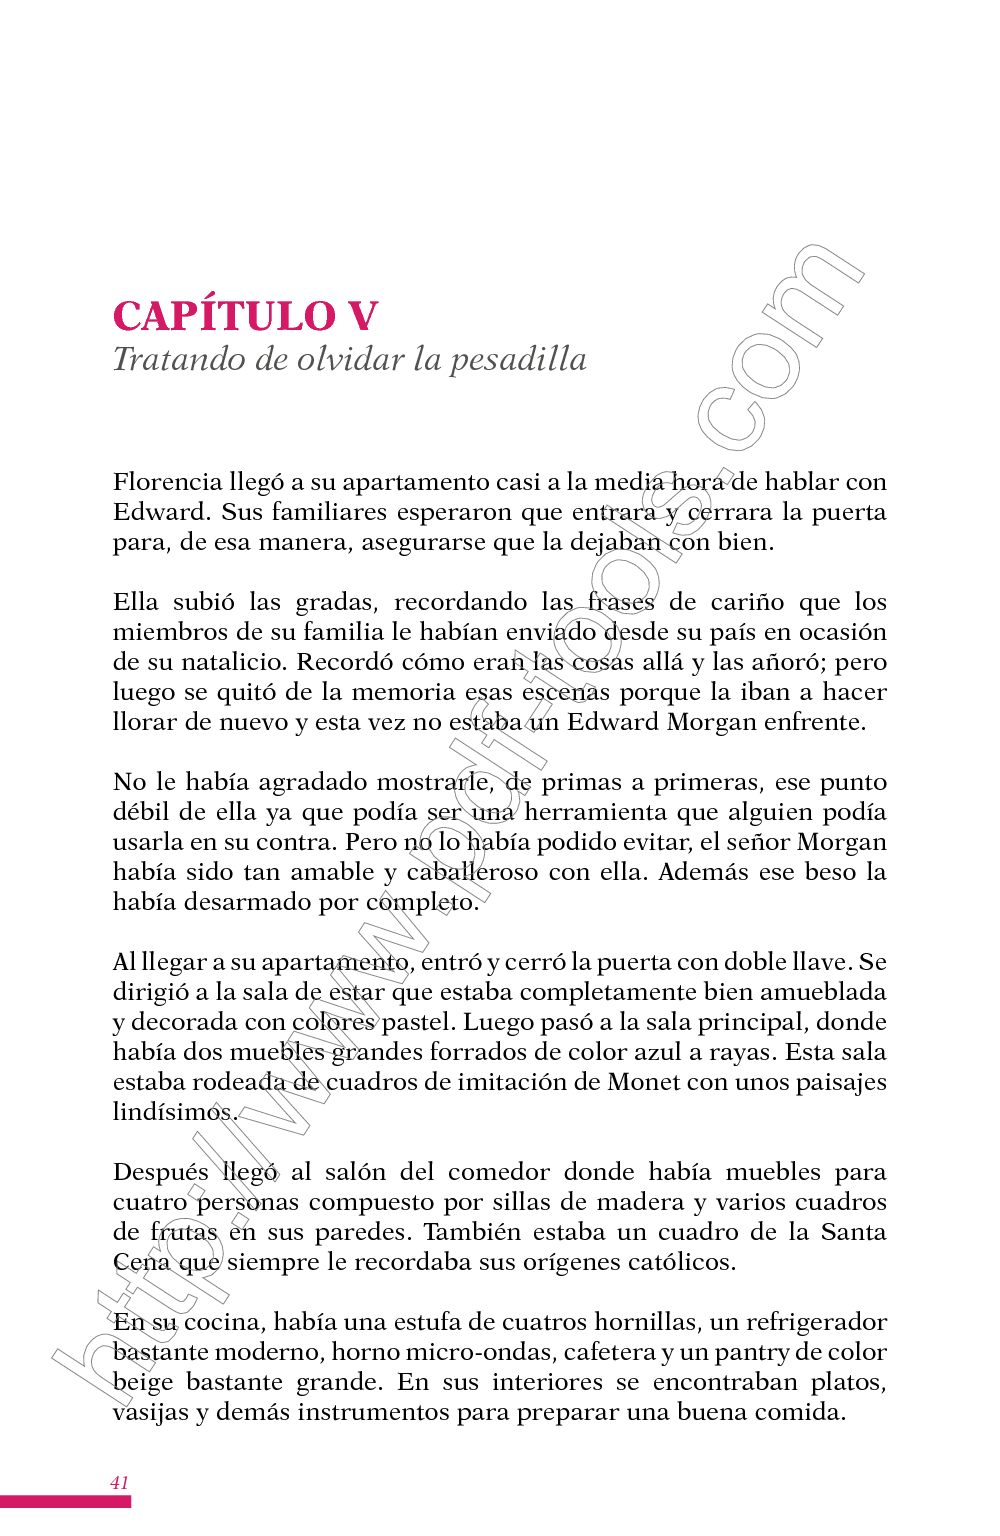 CAPÍTULO V
Tratando de olvidar la pesadilla
Florencia llegó a su apartamento casi a la media hora de hablar con
Edward. Sus familiares esperaron que entrara y cerrara la puerta
para, de esa manera, asegurarse que la dejaban con bien.
Ella subió las gradas, recordando las frases de cariño que los
miembros de su familia le habían enviado desde su país en ocasión
de su natalicio. Recordó cómo eran las cosas allá y las añoró; pero
luego se quitó de la memoria esas escenas porque la iban a hacer
llorar de nuevo y esta vez no estaba un Edward Morgan enfrente.
No le había agradado mostrarle, de primas a primeras, ese punto
débil de ella ya que podía ser una herramienta que alguien podía
usarla en su contra. Pero no lo había podido evitar, el señor Morgan
había sido tan amable y caballeroso con ella. Además ese beso la
había desarmado por completo.
Al llegar a su apartamento, entró y cerró la puerta con doble llave. Se
dirigió a la sala de estar que estaba completamente bien amueblada
y decorada con colores pastel. Luego pasó a la sala principal, donde
había dos muebles grandes forrados de color azul a rayas. Esta sala
estaba rodeada de cuadros de imitación de Monet con unos paisajes
lindísimos.
Después llegó al salón del comedor donde había muebles para
cuatro personas compuesto por sillas de madera y varios cuadros
de frutas en sus paredes. También estaba un cuadro de la Santa
Cena que siempre le recordaba sus orígenes católicos.
En su cocina, había una estufa de cuatros hornillas, un refrigerador
bastante moderno, horno micro-ondas, cafetera y un pantry de color
beige bastante grande. En sus interiores se encontraban platos,
vasijas y demás instrumentos para preparar una buena comida.
41
http://www.pdf-tools.com